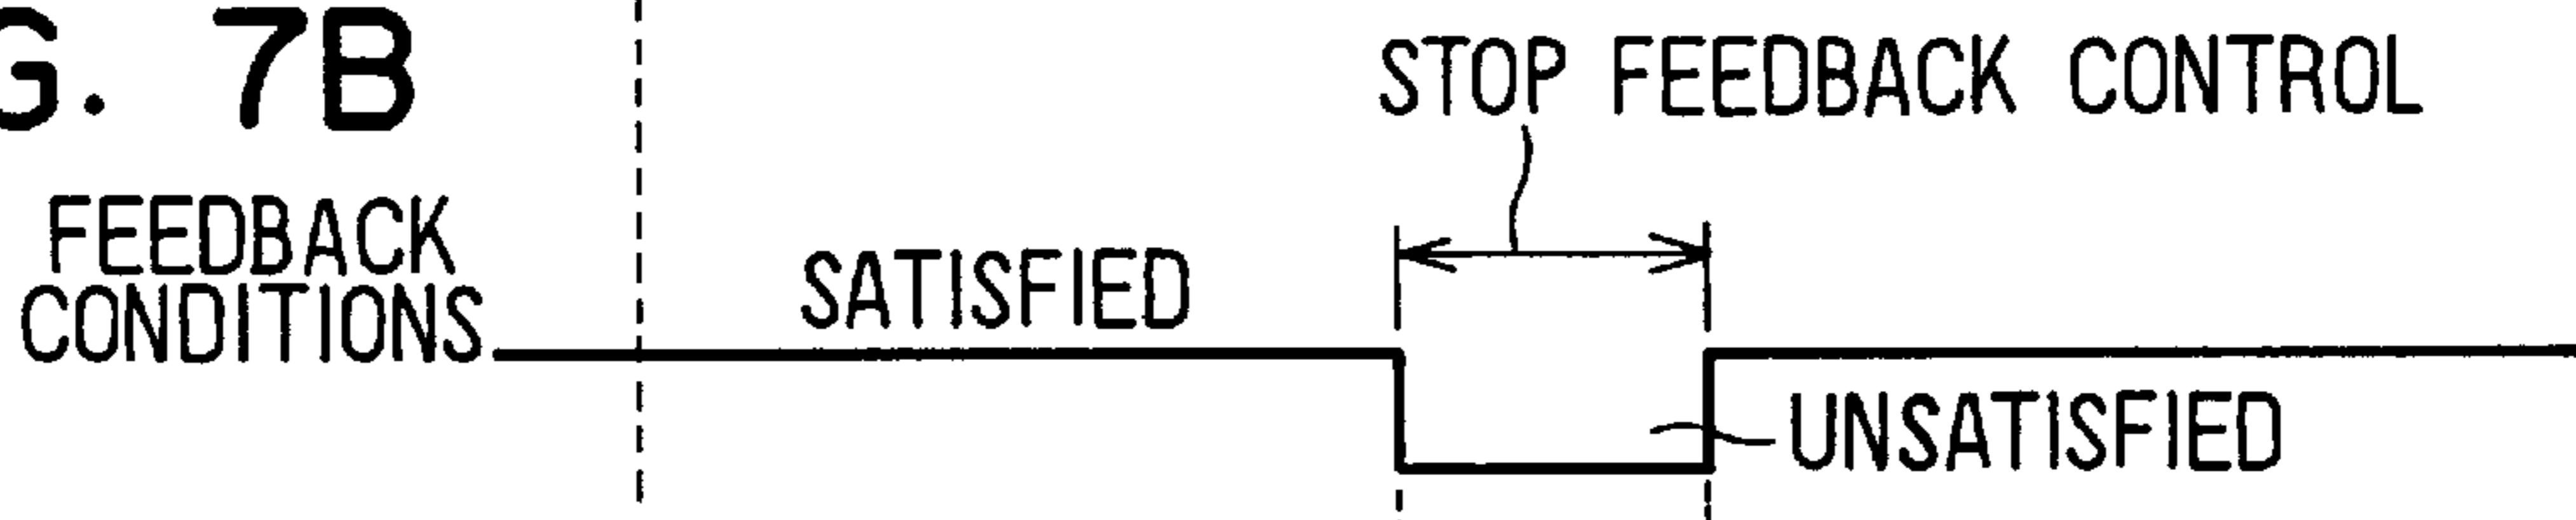 G. 7B
STOP FEEDBACK CONTROL
FEEDBACK
CONDITIONS
SATISFIED
UNSATISFIED